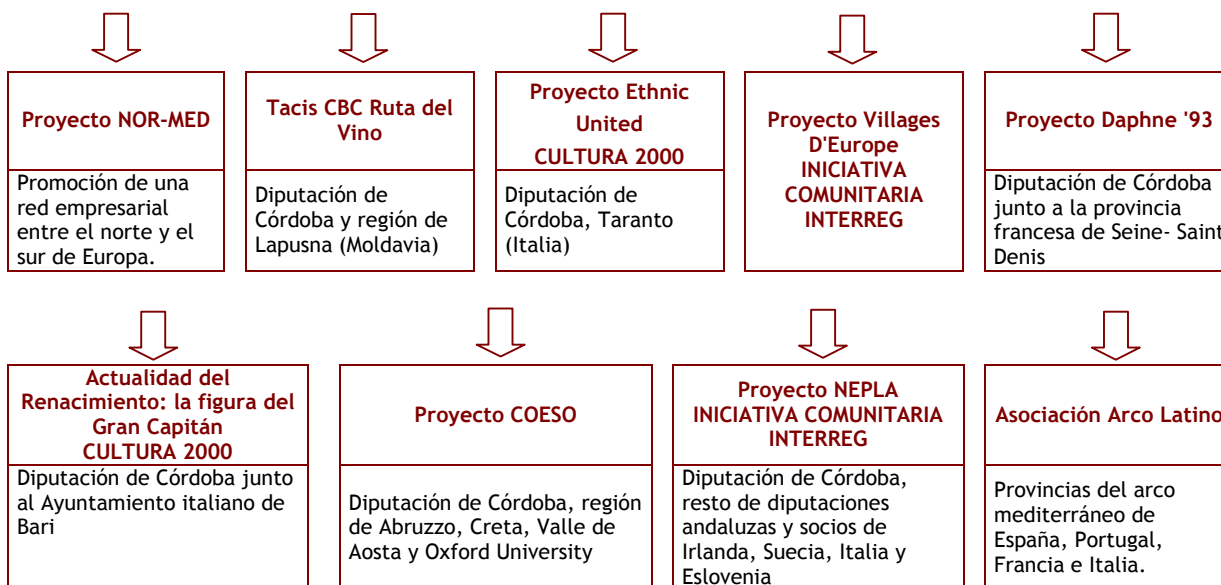 Proyecto NOR-MED
Promoción de una
red empresarial
entre el norte y el
sur de Europa.
Tacis CBC Ruta del
Vino
Diputación de
Córdoba y región de
Lapusna (Moldavia)
Proyecto Ethnic
United
CULTURA 2000
Diputación de
Córdoba, Taranto
(Italia)
Proyecto Villages
D'Europe
INICIATIVA
COMUNITARIA
INTERREG
Proyecto Daphne '93
Diputación de Córdoba
junto a la provincia
francesa de Seine- Saint
Denis
Actualidad del
Renacimiento: la figura del
Gran Capitán
CULTURA 2000
Diputación de Córdoba junto
al Ayuntamiento italiano de
Bari
Proyecto COESO
Diputación de Córdoba, región
de Abruzzo, Creta, Valle de
Aosta y Oxford University
Proyecto NEPLA
INICIATIVA COMUNITARIA
INTERREG
Diputación de Córdoba,
resto de diputaciones
andaluzas y socios de
Irlanda, Suecia, Italia y
Eslovenia
Asociación Arco Latino
Provincias del arco
mediterráneo de
España, Portugal,
Francia e Italia.